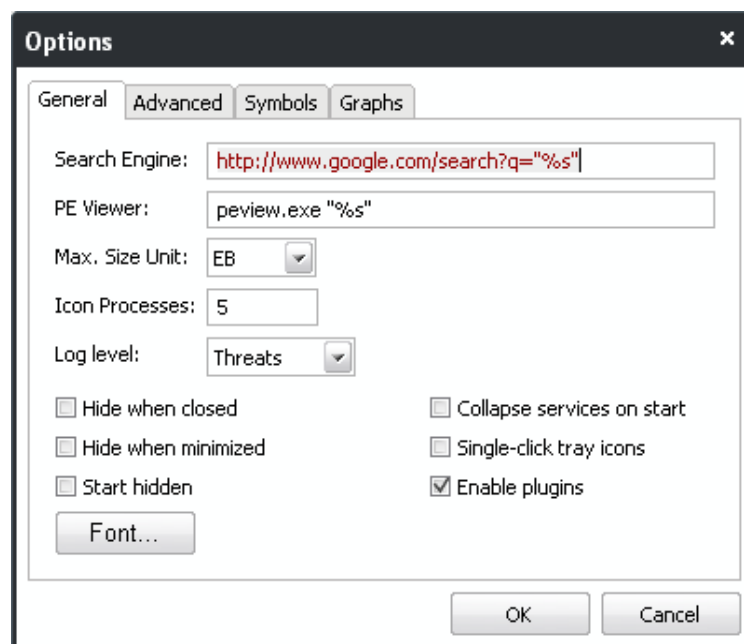 Options
General Advanced Symbols Graphs
Search Engine: http://www.google.com/search?q="%s"
PE Viewer: peview.exe "%s"
Max. Size Unit: EB
Icon Processes: 5
Log level: Threats
Hide when closed Collapse services on start
Hide when minimized Single-click tray icons
Start hidden Enable plugins
Font...
OK Cancel